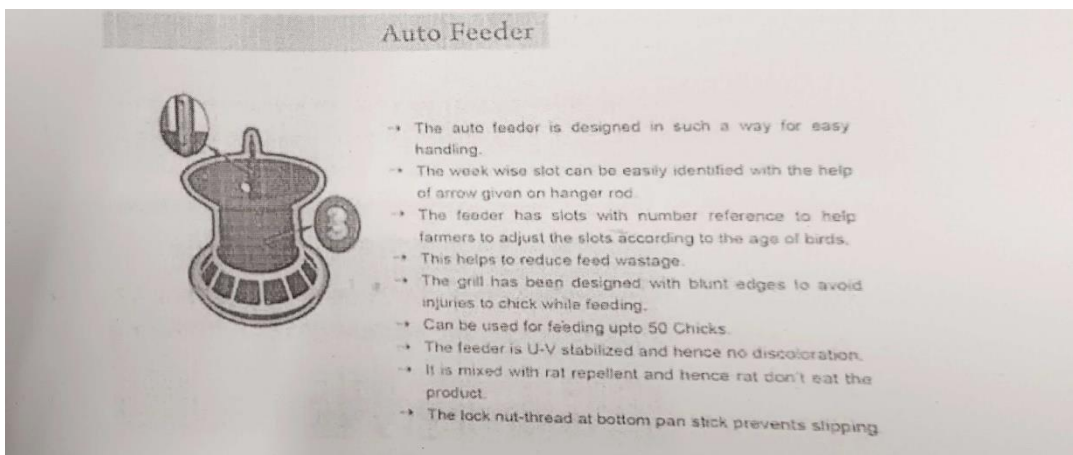 Auto Feeder
→ The auto feeder is designed in such a way for easy
handling.
→ The week wise slot can be easily identified with the help
of arrow given on hanger rod.
→ The feeder has slots with number reference to help
farmers to adjust the slots according to the age of birds.
→ This helps to reduce feed wastage.
→ The grill has been designed with blunt edges to avoid
injuries to chick while feeding.
→ Can be used for feeding upto 50 Chicks.
→ The feeder is U-V stabilized and hence no discoloration.
→ It is mixed with rat repellent and hence rat don't eat the
product.
→ The lock nut-thread at bottom pan stick prevents slipping